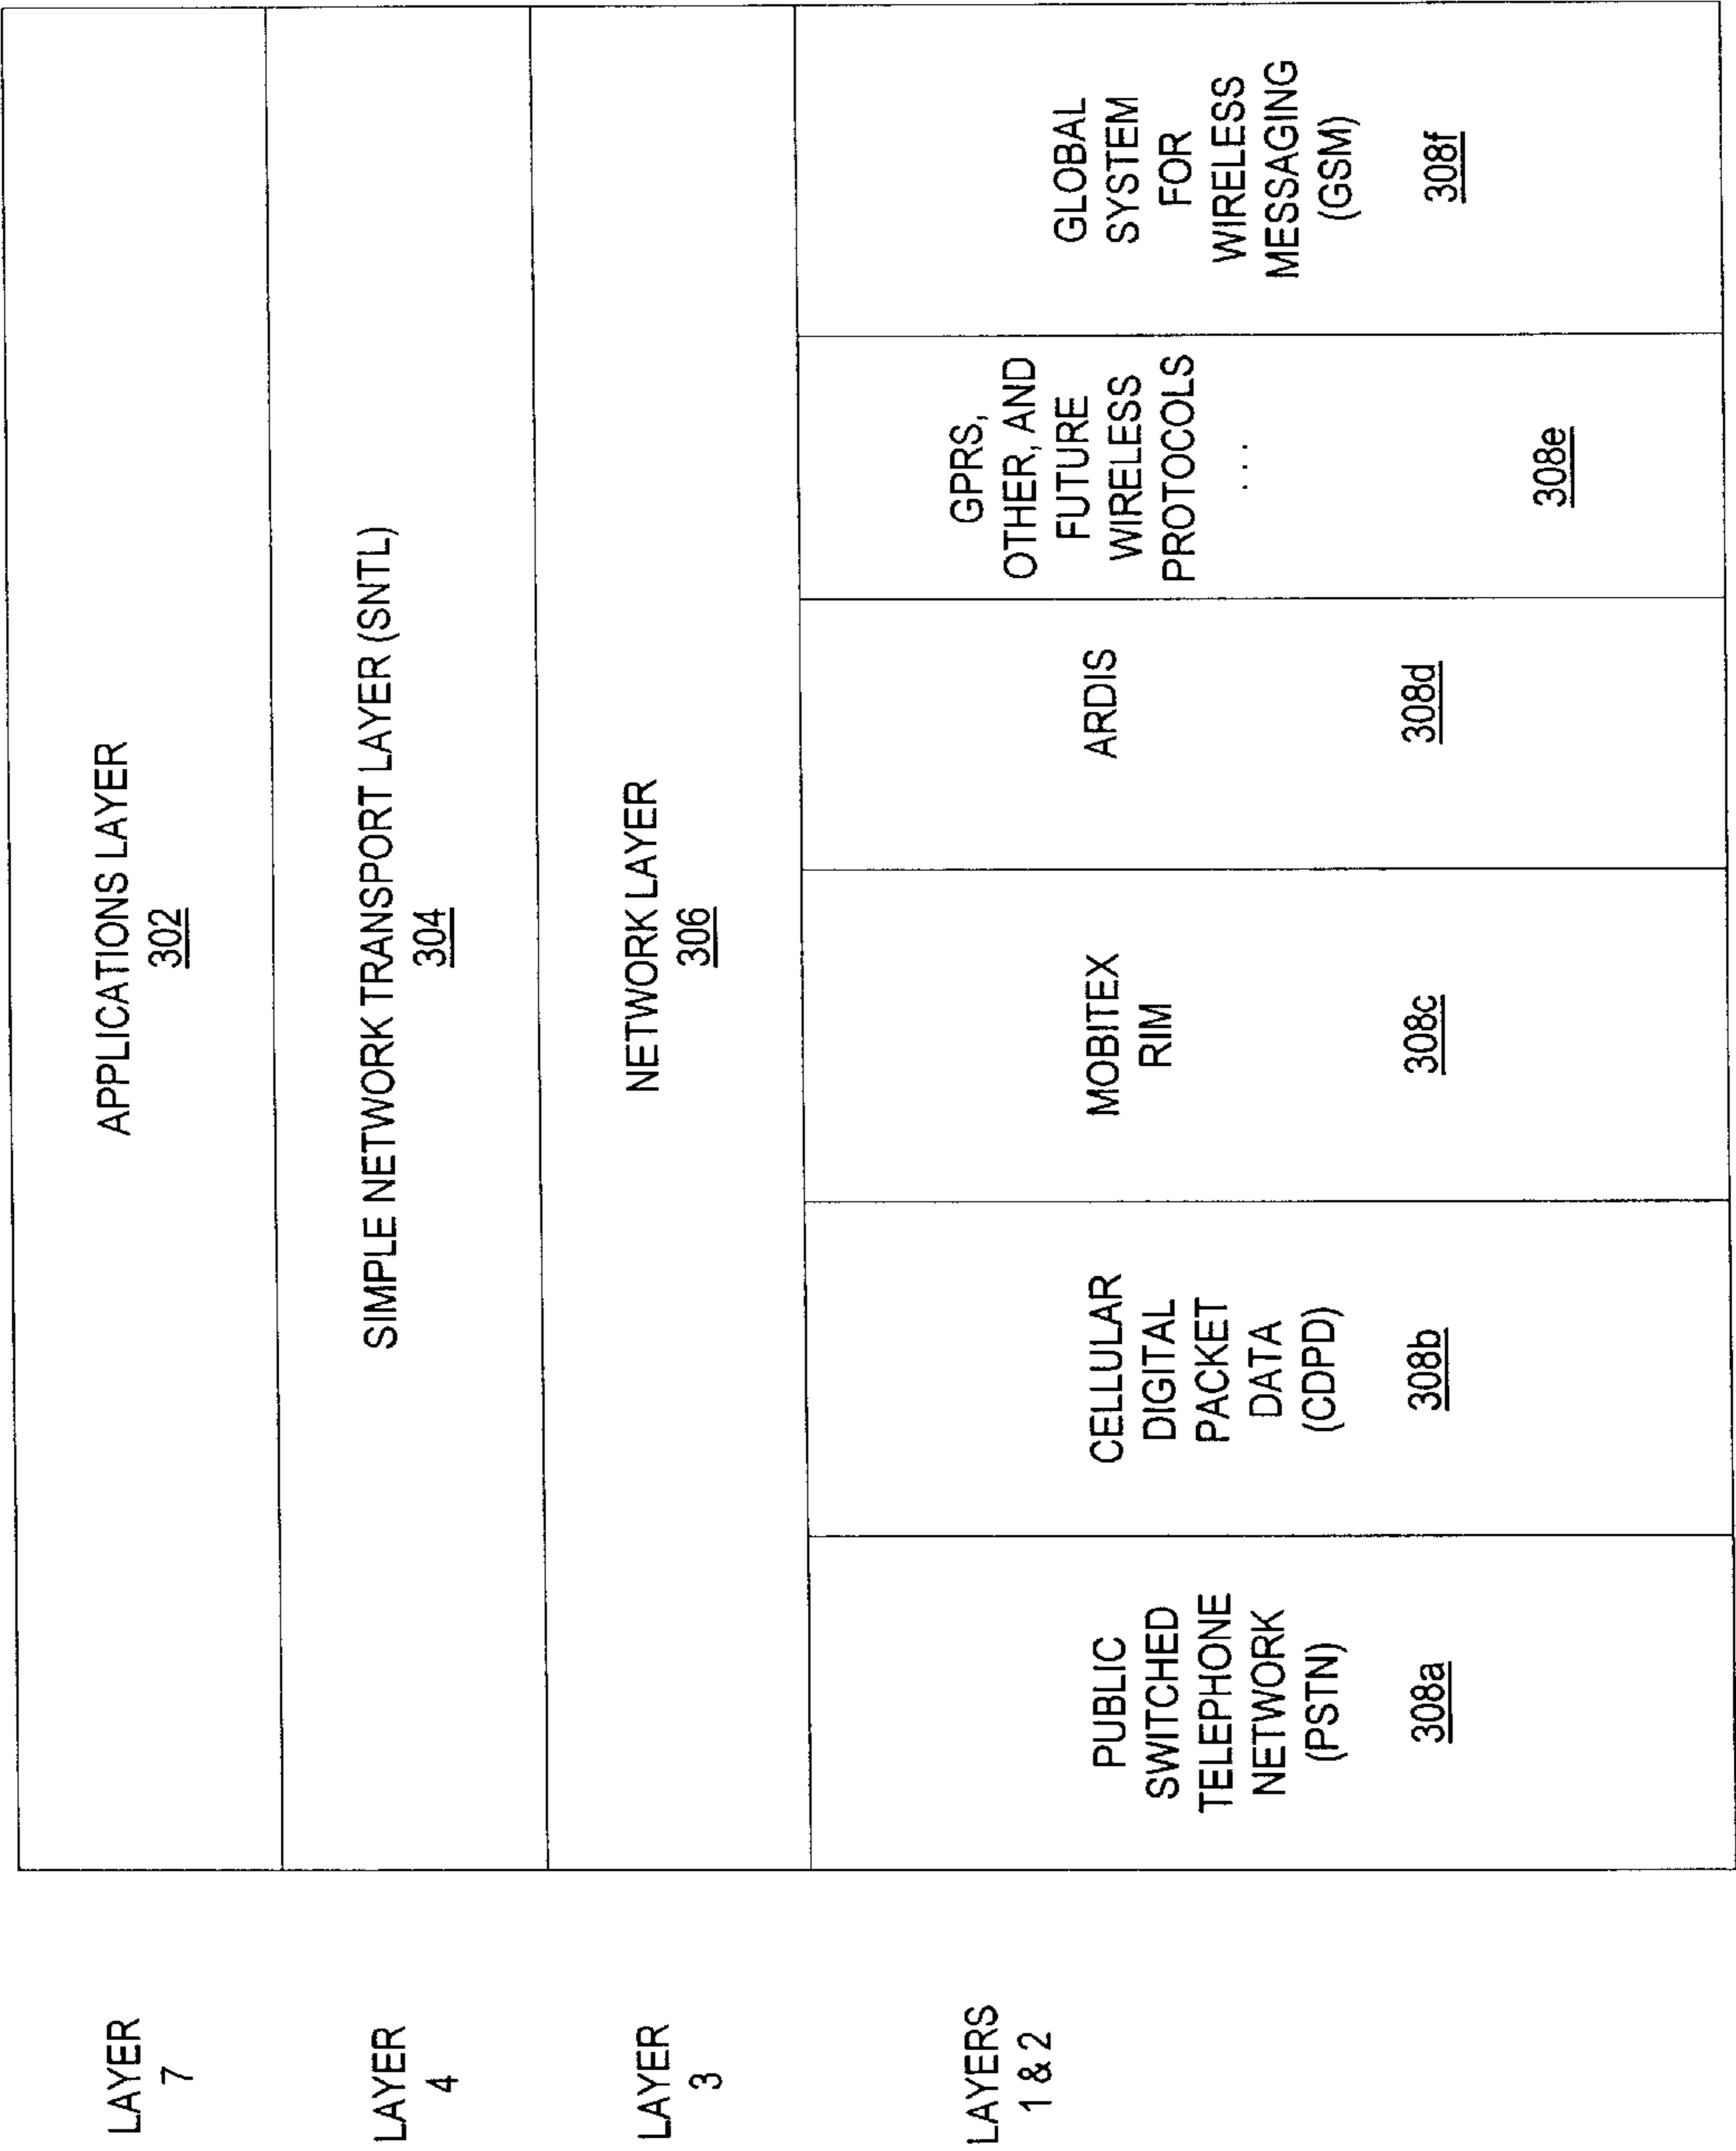 LAYER
7
APPLICATIONS LAYER
302
LAYER
4
SIMPLE NETWORK TRANSPORT LAYER (SNTL)
304
LAYER
3
NETWORK LAYER
306
LAYERS
1 & 2
PUBLIC
SWITCHED
TELEPHONE
NETWORK
(PSTN)
308a
CELLULAR
DIGITAL
PACKET
DATA
(CDPD)
308b
MOBITEX
RIM
308c
ARDIS
308d
GPRS,
OTHER, AND
FUTURE
WIRELESS
PROTOCOLS
...
308e
GLOBAL
SYSTEM
FOR
WIRELESS
MESSAGING
(GSM)
308f